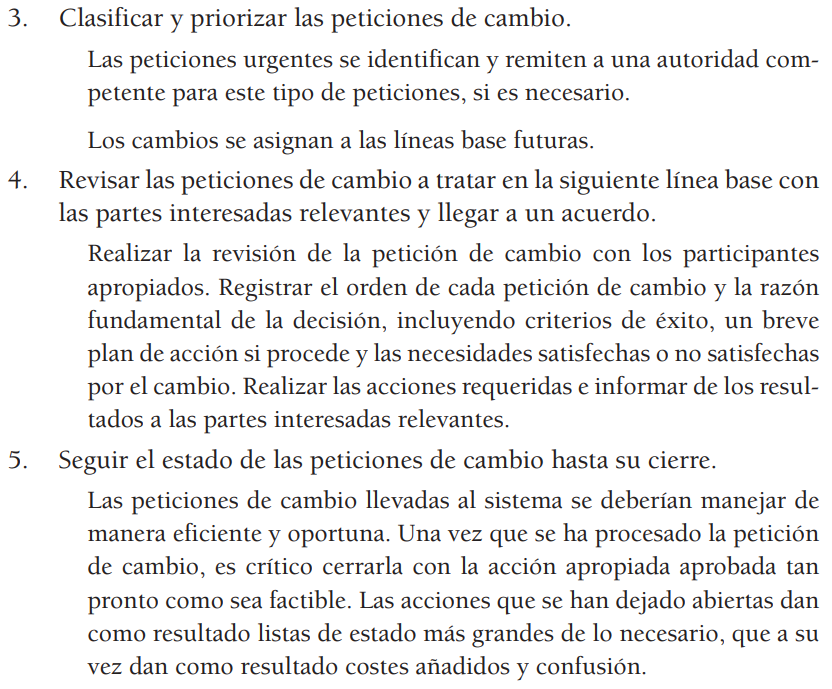 3. Clasificar y priorizar las peticiones de cambio.
Las peticiones urgentes se identifican y remiten a una autoridad com-
petente para este tipo de peticiones, si es necesario.
Los cambios se asignan a las líneas base futuras.
4. Revisar las peticiones de cambio a tratar en la siguiente línea base con
las partes interesadas relevantes y llegar a un acuerdo.
Realizar la revisión de la petición de cambio con los participantes
apropiados. Registrar el orden de cada petición de cambio y la razón
fundamental de la decisión, incluyendo criterios de éxito, un breve
plan de acción si procede y las necesidades satisfechas o no satisfechas
por el cambio. Realizar las acciones requeridas e informar de los resul-
tados a las partes interesadas relevantes.
5. Seguir el estado de las peticiones de cambio hasta su cierre.
Las peticiones de cambio llevadas al sistema se deberían manejar de
manera eficiente y oportuna. Una vez que se ha procesado la petición
de cambio, es crítico cerrarla con la acción apropiada aprobada tan
pronto como sea factible. Las acciones que se han dejado abiertas dan
como resultado listas de estado más grandes de lo necesario, que a su
vez dan como resultado costes añadidos y confusión.